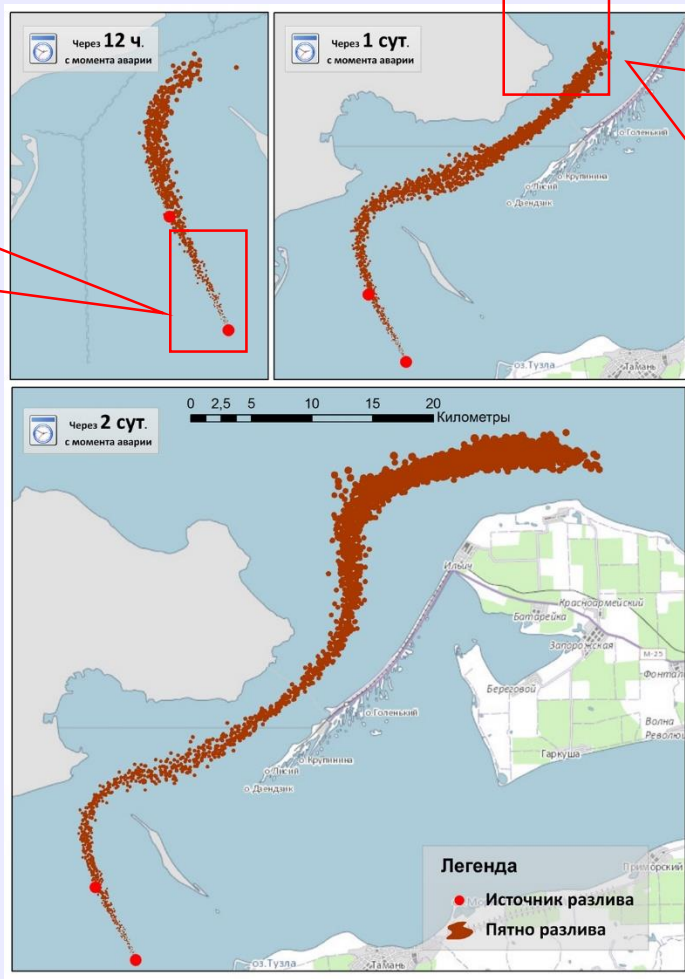 Через 12 ч.
с момента аварии
Через 1 сут.
с момента аварии
о.Голенький
о.Крупинина
о.Лисий
о.Дзендзик
оз.Тузла
Тамань
Через 2 сут.
с момента аварии
0 2,5 5 10 15 20
Километры
Ильич
Красноармейский
Батарейка
Запорожская
М-25
Фонтал
Береговой
о.Голенький
Волна
Револю
о.Крупинина
о.Лисий
Гаркуша
о.Дзендзик
Легенда
Приморский
Источник разлива
Пятно разлива
оз.Тузла
Тамань